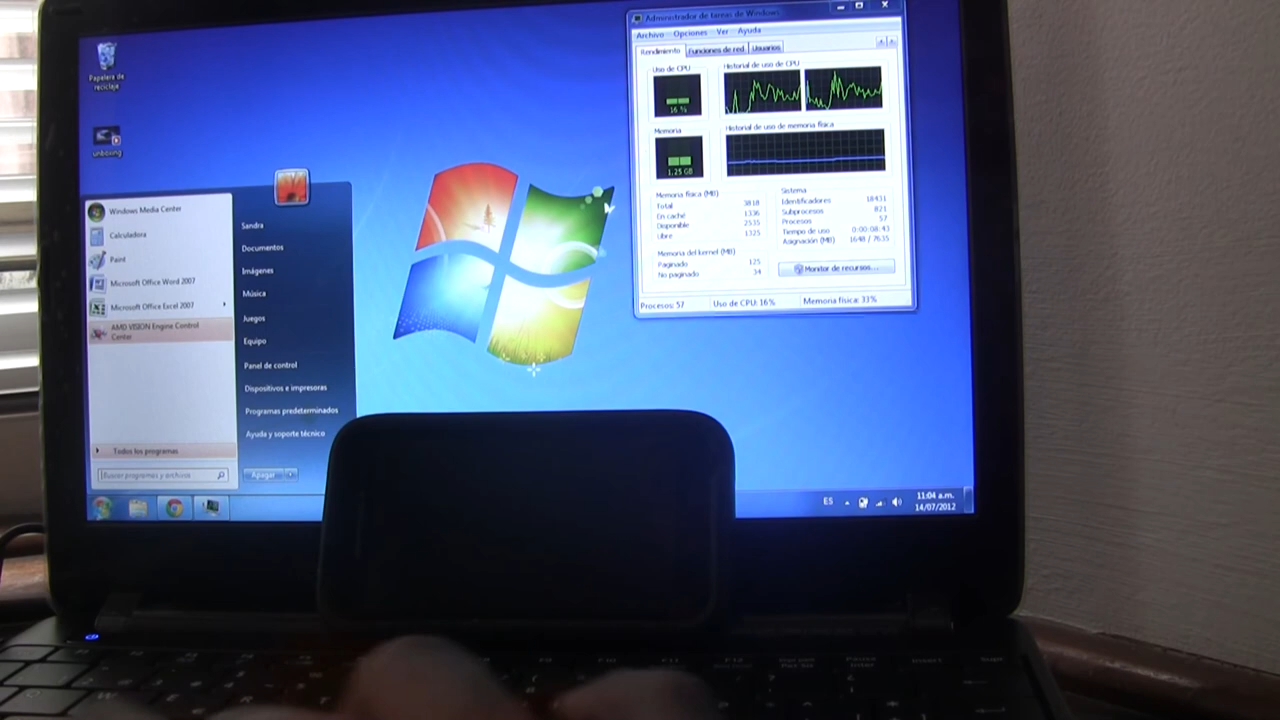 Papelera de
reciclaje
unboxing
Windows Media Center
Calculadora
Paint
Microsoft Office Word 2007
Microsoft Office Excel 2007
AMD VISION Engine Control
Center
Todos los programas
Buscar programas y archivos
Sandra
Documentos
Imágenes
Música
Juegos
Equipo
Panel de control
Dispositivos e impresoras
Programas predeterminados
Ayuda y soporte técnico
Apagar
Administrador de tareas de Windows
Archivo Opciones Ver Ayuda
Rendimiento Funciones de red Usuarios
Uso de CPU Historial de uso de CPU
16 %
Memoria Historial de uso de memoria física
1,25 GB
Memoria física (MB)
Total 3818
En caché 1336
Disponible 2535
Libre 1325
Memoria del kernel (MB)
Paginado 125
No paginado 34
Sistema
Identificadores 18431
Subprocesos 821
Procesos 57
Tiempo de uso 0:00:08:43
Asignación (MB) 1648 / 7635
Monitor de recursos...
Procesos: 57 Uso de CPU: 16% Memoria física: 33%
ES
11:04 a.m.
14/07/2012
F12
Insert